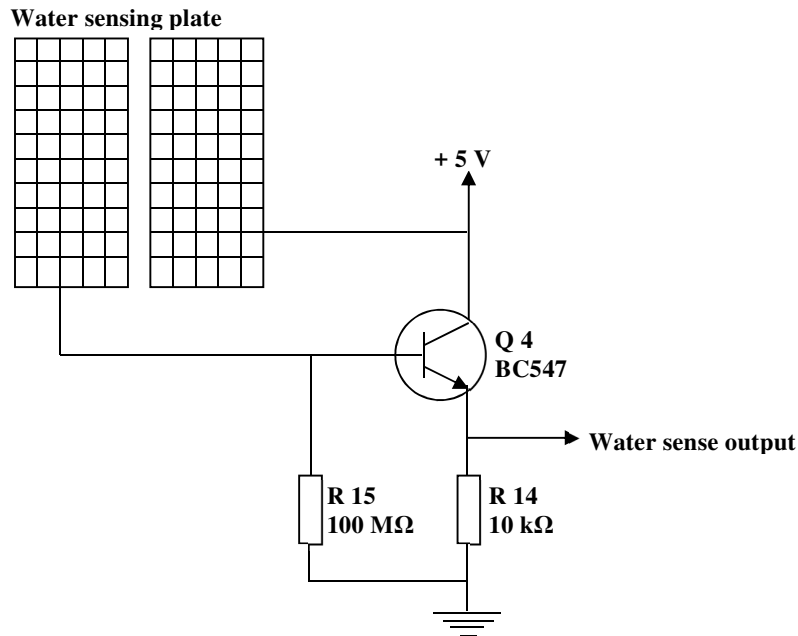 Water sensing plate
+ 5 V
Q 4
BC547
Water sense output
R 15
100 MΩ
R 14
10 kΩ